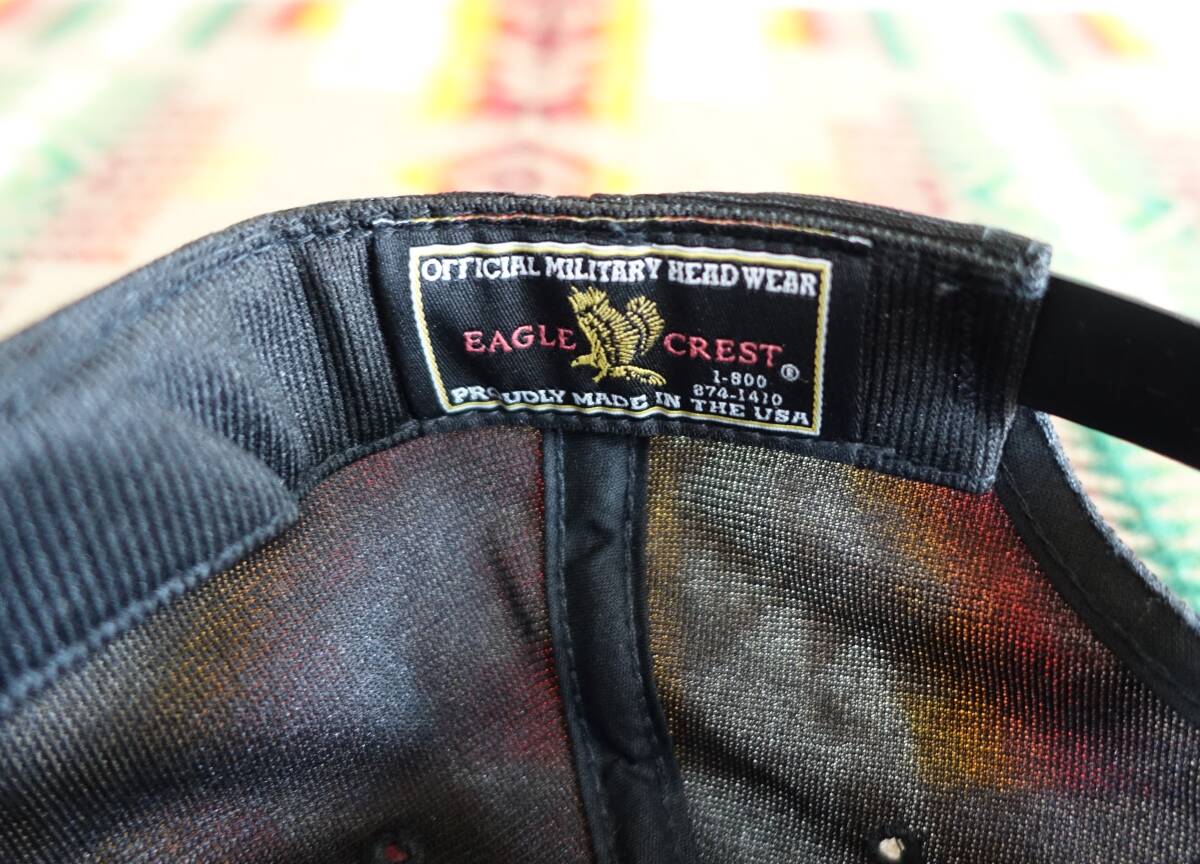 OFFICIAL MILITARY HEAD WEAR
EAGLE CREST ®
1-800
874-1410
PROUDLY MADE IN THE USA